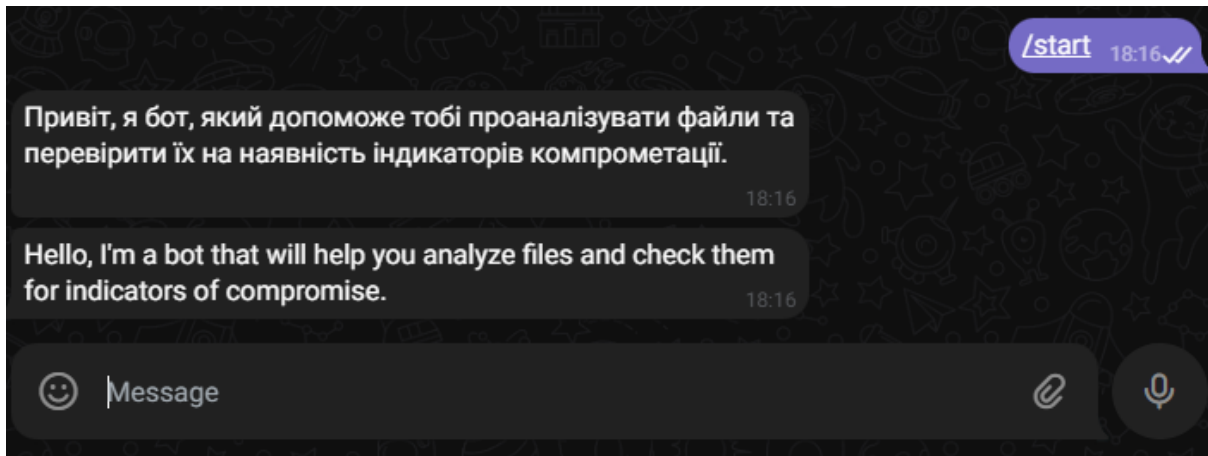 /start 18:16
Привіт, я бот, який допоможе тобі проаналізувати файли та
перевірити їх на наявність індикаторів компрометації.
18:16
Hello, I'm a bot that will help you analyze files and check them
for indicators of compromise.
18:16
Message